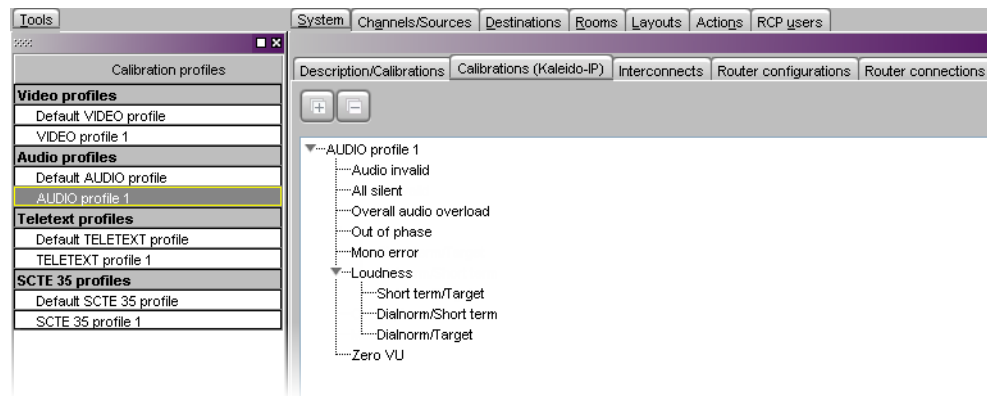 Tools
Calibration profiles
Video profiles
Default VIDEO profile
VIDEO profile 1
Audio profiles
Default AUDIO profile
AUDIO profile 1
Teletext profiles
Default TELETEXT profile
TELETEXT profile 1
SCTE 35 profiles
Default SCTE 35 profile
SCTE 35 profile 1
System Channels/Sources Destinations Rooms Layouts Actions RCP users
Description/Calibrations Calibrations (Kaleido-IP) Interconnects Router configurations Router connections
AUDIO profile 1
Audio invalid
All silent
Overall audio overload
Out of phase
Mono error
Loudness
Short term/Target
Dialnorm/Short term
Dialnorm/Target
Zero VU